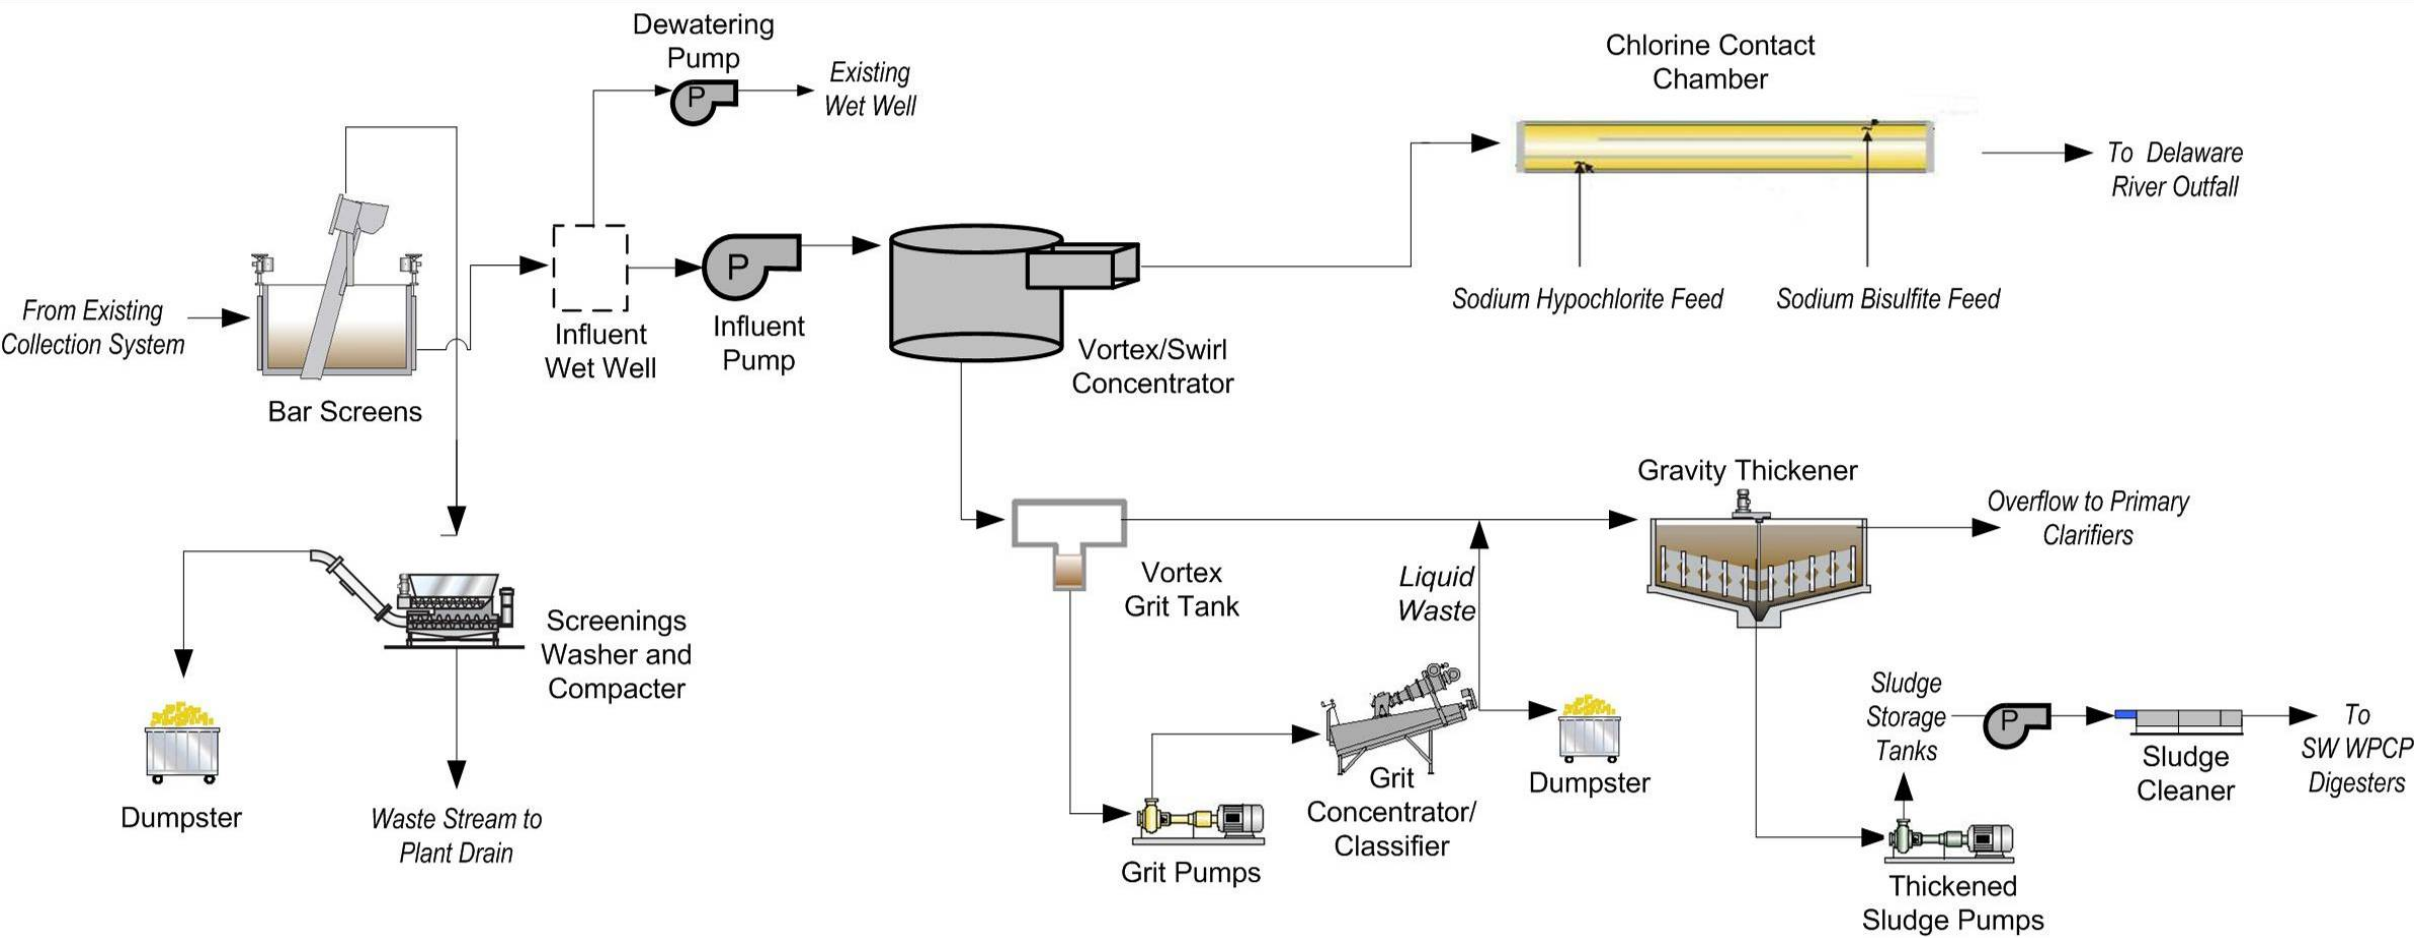 Dewatering
Pump
P
Existing
Wet Well
Chlorine Contact
Chamber
To Delaware
River Outfall
Sodium Hypochlorite Feed
Sodium Bisulfite Feed
From Existing
Collection System
Bar Screens
Influent
Wet Well
P
Influent
Pump
Vortex/Swirl
Concentrator
Gravity Thickener
Overflow to Primary
Clarifiers
Vortex
Grit Tank
Liquid
Waste
Screenings
Washer and
Compacter
Dumpster
Waste Stream to
Plant Drain
Grit Pumps
Grit
Concentrator/
Classifier
Dumpster
Sludge
Storage
Tanks
P
Sludge
Cleaner
To
SW WPCP
Digesters
Thickened
Sludge Pumps